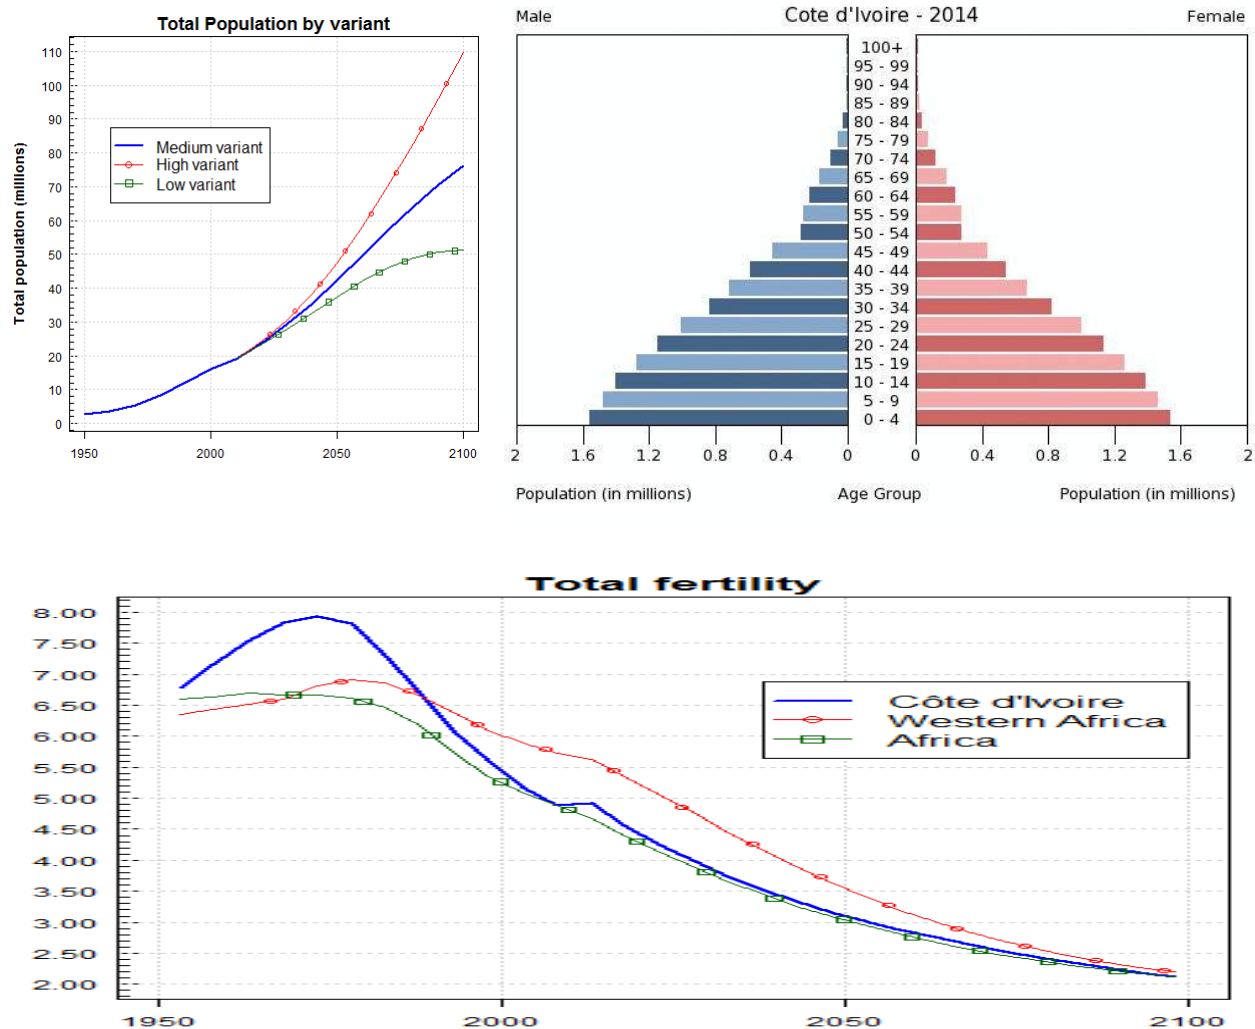 Total Population by variant
Total population (millions)
110
100
90
80
70
60
50
40
30
20
10
0
Medium variant
High variant
Low variant
1950 2000 2050 2100
Male Cote d'Ivoire - 2014 Female
100+
95 - 99
90 - 94
85 - 89
80 - 84
75 - 79
70 - 74
65 - 69
60 - 64
55 - 59
50 - 54
45 - 49
40 - 44
35 - 39
30 - 34
25 - 29
20 - 24
15 - 19
10 - 14
5 - 9
0 - 4
2 1.6 1.2 0.8 0.4 0 0 0.4 0.8 1.2 1.6 2
Population (in millions) Age Group Population (in millions)
Total fertility
8.00
7.50
7.00
6.50
6.00
5.50
5.00
4.50
4.00
3.50
3.00
2.50
2.00
Côte d'Ivoire
Western Africa
Africa
1950 2000 2050 2100